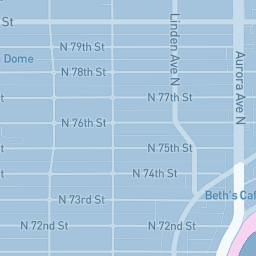 St
N 79th St
Linden Ave N
Aurora Ave N
Dome
N 78th St
N 77th St
N 76th St
N 75th St
N 74th St
N 73rd St
Beth's Caf
N 72nd St
N 72nd St